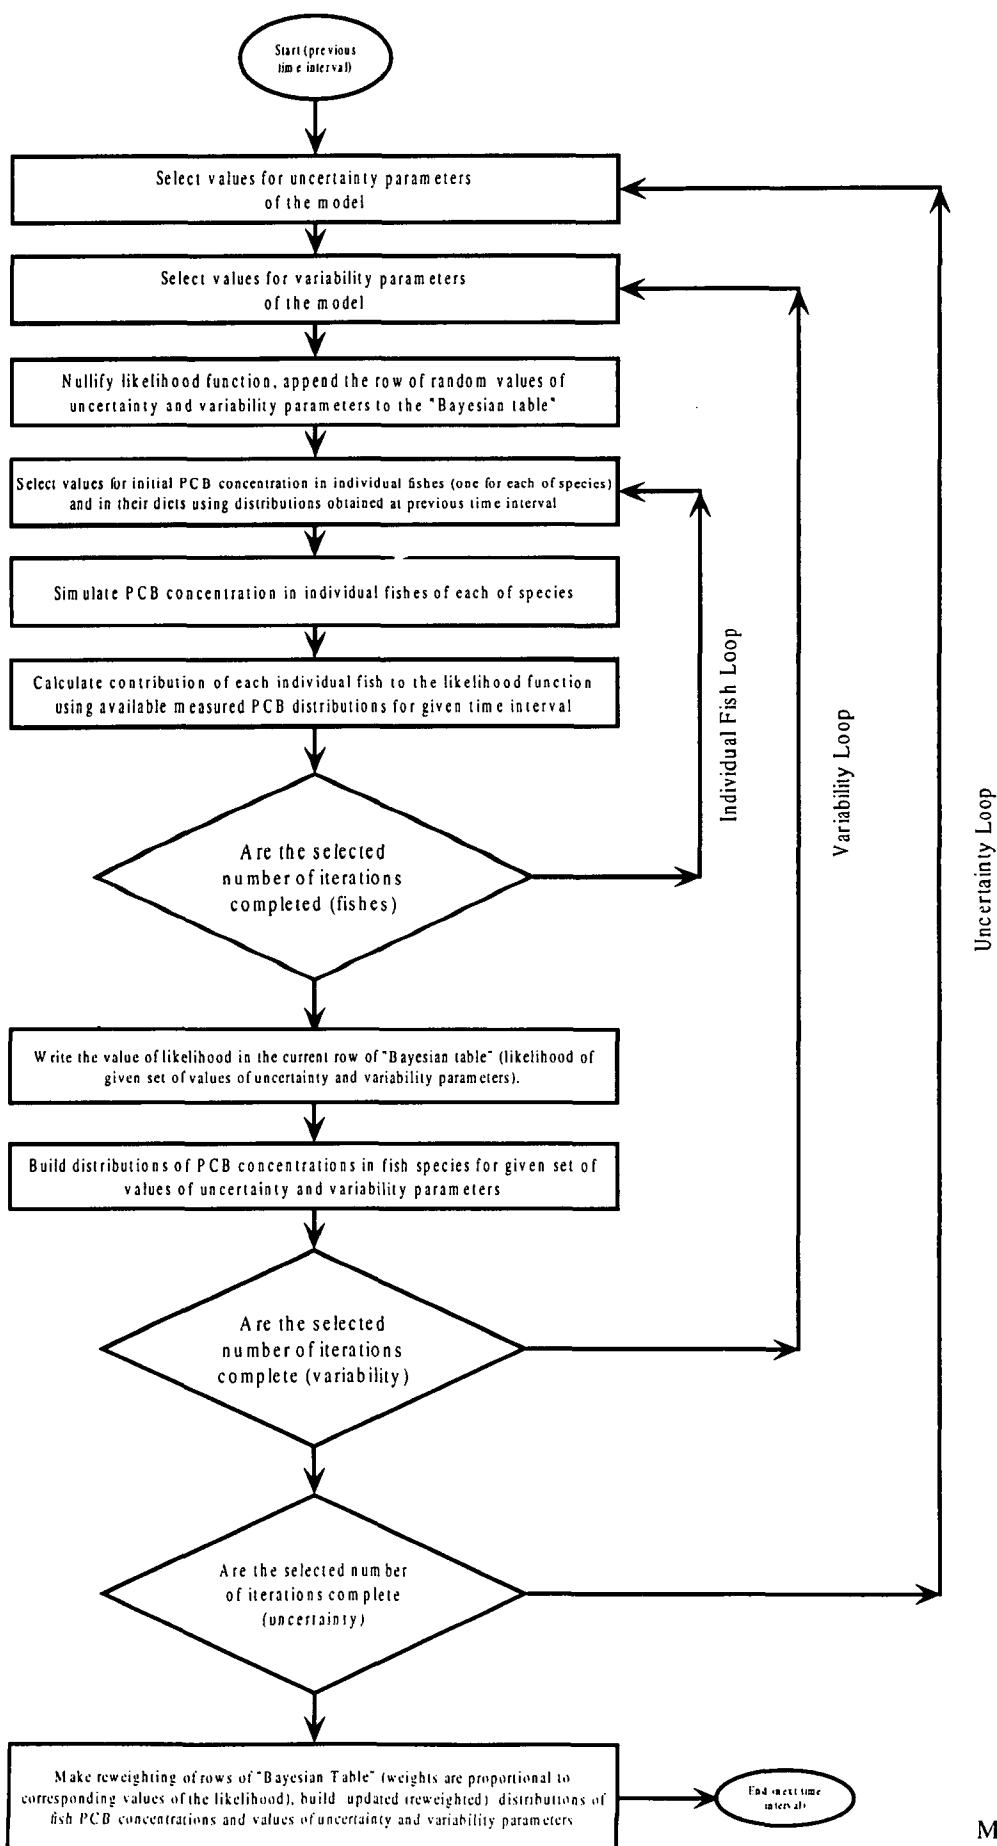 Start (previous
time interval)
Select values for uncertainty parameters
of the model
Select values for variability parameters
of the model
Nullify likelihood function, append the row of random values of
uncertainty and variability parameters to the "Bayesian table"
Select values for initial PCB concentration in individual fishes (one for each of species)
and in their diets using distributions obtained at previous time interval
Simulate PCB concentration in individual fishes of each of species
Calculate contribution of each individual fish to the likelihood function
using available measured PCB distributions for given time interval
Individual Fish Loop
Variability Loop
Uncertainty Loop
Are the selected
number of iterations
completed (fishes)
Write the value of likelihood in the current row of "Bayesian table" (likelihood of
given set of values of uncertainty and variability parameters).
Build distributions of PCB concentrations in fish species for given set of
values of uncertainty and variability parameters
Are the selected
number of iterations
complete (variability)
Are the selected number
of iterations complete
(uncertainty)
Make reweighting of rows of "Bayesian Table" (weights are proportional to
corresponding values of the likelihood), build updated (reweighted) distributions of
fish PCB concentrations and values of uncertainty and variability parameters
End (next time
interval)
M